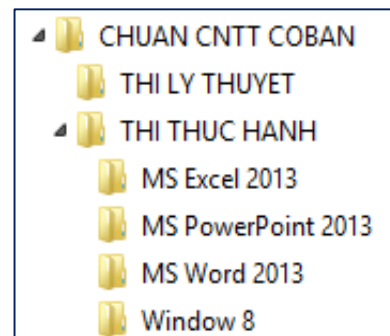 CHUAN CNTT COBAN
THI LY THUYET
THI THUC HANH
MS Excel 2013
MS PowerPoint 2013
MS Word 2013
Window 8